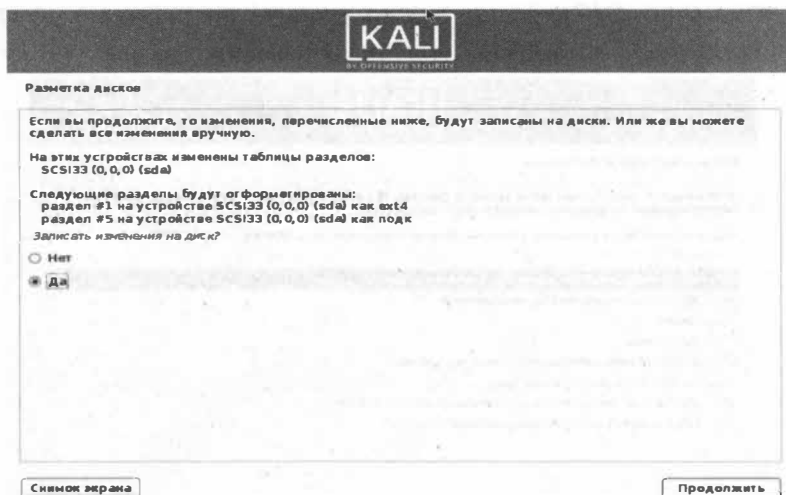 KALI
BY OFFENSIVE SECURITY
Разметка дисков
Если вы продолжите, то изменения, перечисленные ниже, будут записаны на диски. Или же вы можете
сделать все изменения вручную.
На этих устройствах изменены таблицы разделов:
SCSI33 (0,0,0) (sda)
Следующие разделы будут отформатированы:
раздел #1 на устройстве SCSI33 (0,0,0) (sda) как ext4
раздел #5 на устройстве SCSI33 (0,0,0) (sda) как подк
Записать изменения на диск?
Нет
Да
Снимок экрана
Продолжить